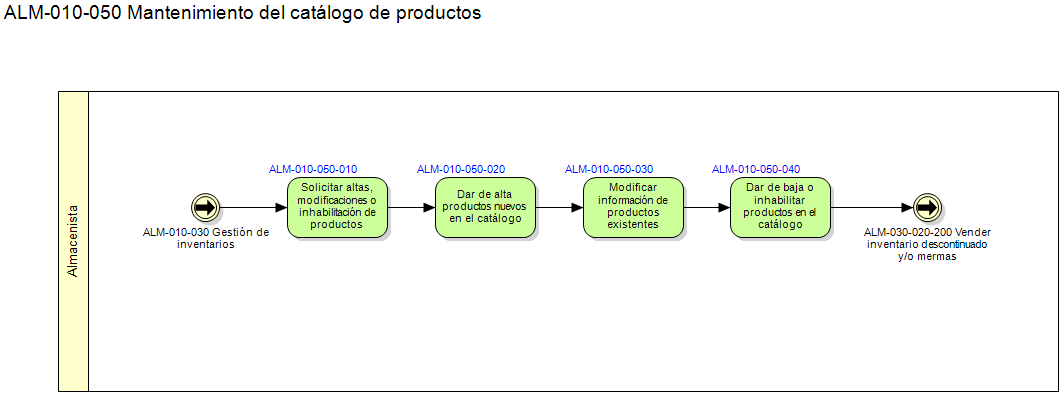 ALM-010-050 Mantenimiento del catálogo de productos
Almacenista
ALM-010-030 Gestión de
inventarios
ALM-010-050-010
Solicitar altas,
modificaciones o
inhabilitación de
productos
ALM-010-050-020
Dar de alta
productos nuevos
en el catálogo
ALM-010-050-030
Modificar
información de
productos
existentes
ALM-010-050-040
Dar de baja o
inhabilitar
productos en el
catálogo
ALM-030-020-200 Vender
inventario descontinuado
y/o mermas